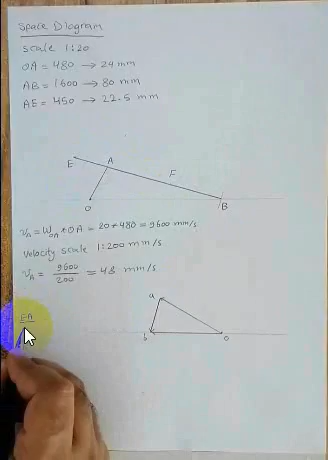 Space Diagram
Scale 1:20
OA = 480 → 24 mm
AB = 1600 → 80 mm
AE = 450 → 22.5 mm
E
A
F
O
B
VA = WOA * OA = 20 * 480 = 9600 mm/s
Velocity scale 1:200 mm/s
VA = 9600/200 = 48 mm/s
a
EA
b
o